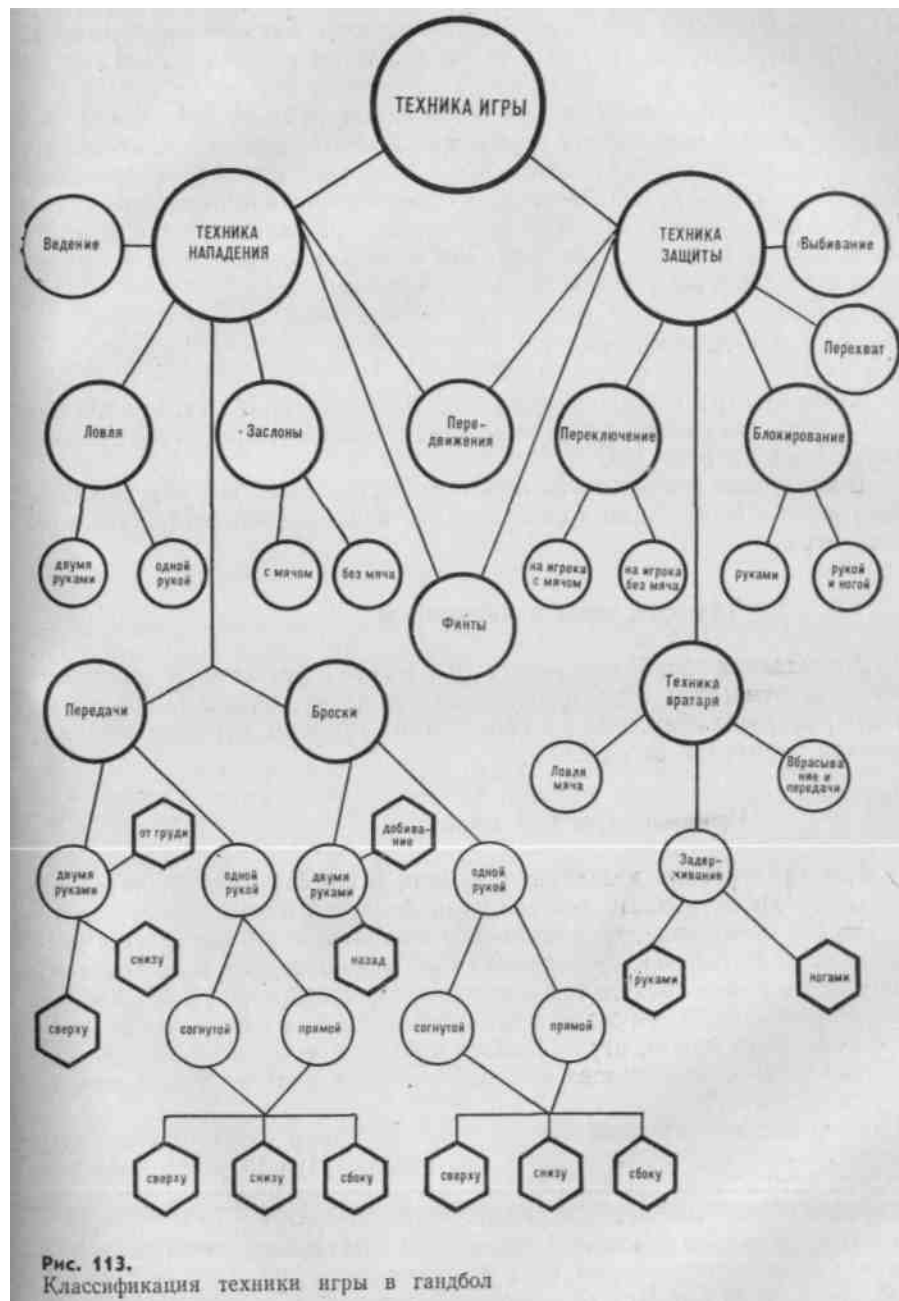 ТЕХНИКА ИГРЫ
Ведение
ТЕХНИКА
НАПАДЕНИЯ
ТЕХНИКА
ЗАЩИТЫ
Выбивание
Перехват
Ловля
Заслоны
Пере-
движения
Переключение
Блокирование
двумя
руками
одной
рукой
с мячом
без мяча
на игрока
с мячом
на игрока
без мяча
руками
рукой
и ногой
Финты
Передачи
Броски
Техника
вратаря
Ловля
мяча
Вбрасыва
ние и
передачи
от груди
добива-
ние
двумя
руками
одной
рукой
двумя
руками
одной
рукой
Задер-
живание
снизу
назад
руками
ногами
сверху
согнутой
прямой
согнутой
прямой
сверху
снизу
сбоку
сверху
снизу
сбоку
Рис. 113.
Классификация техники игры в гандбол